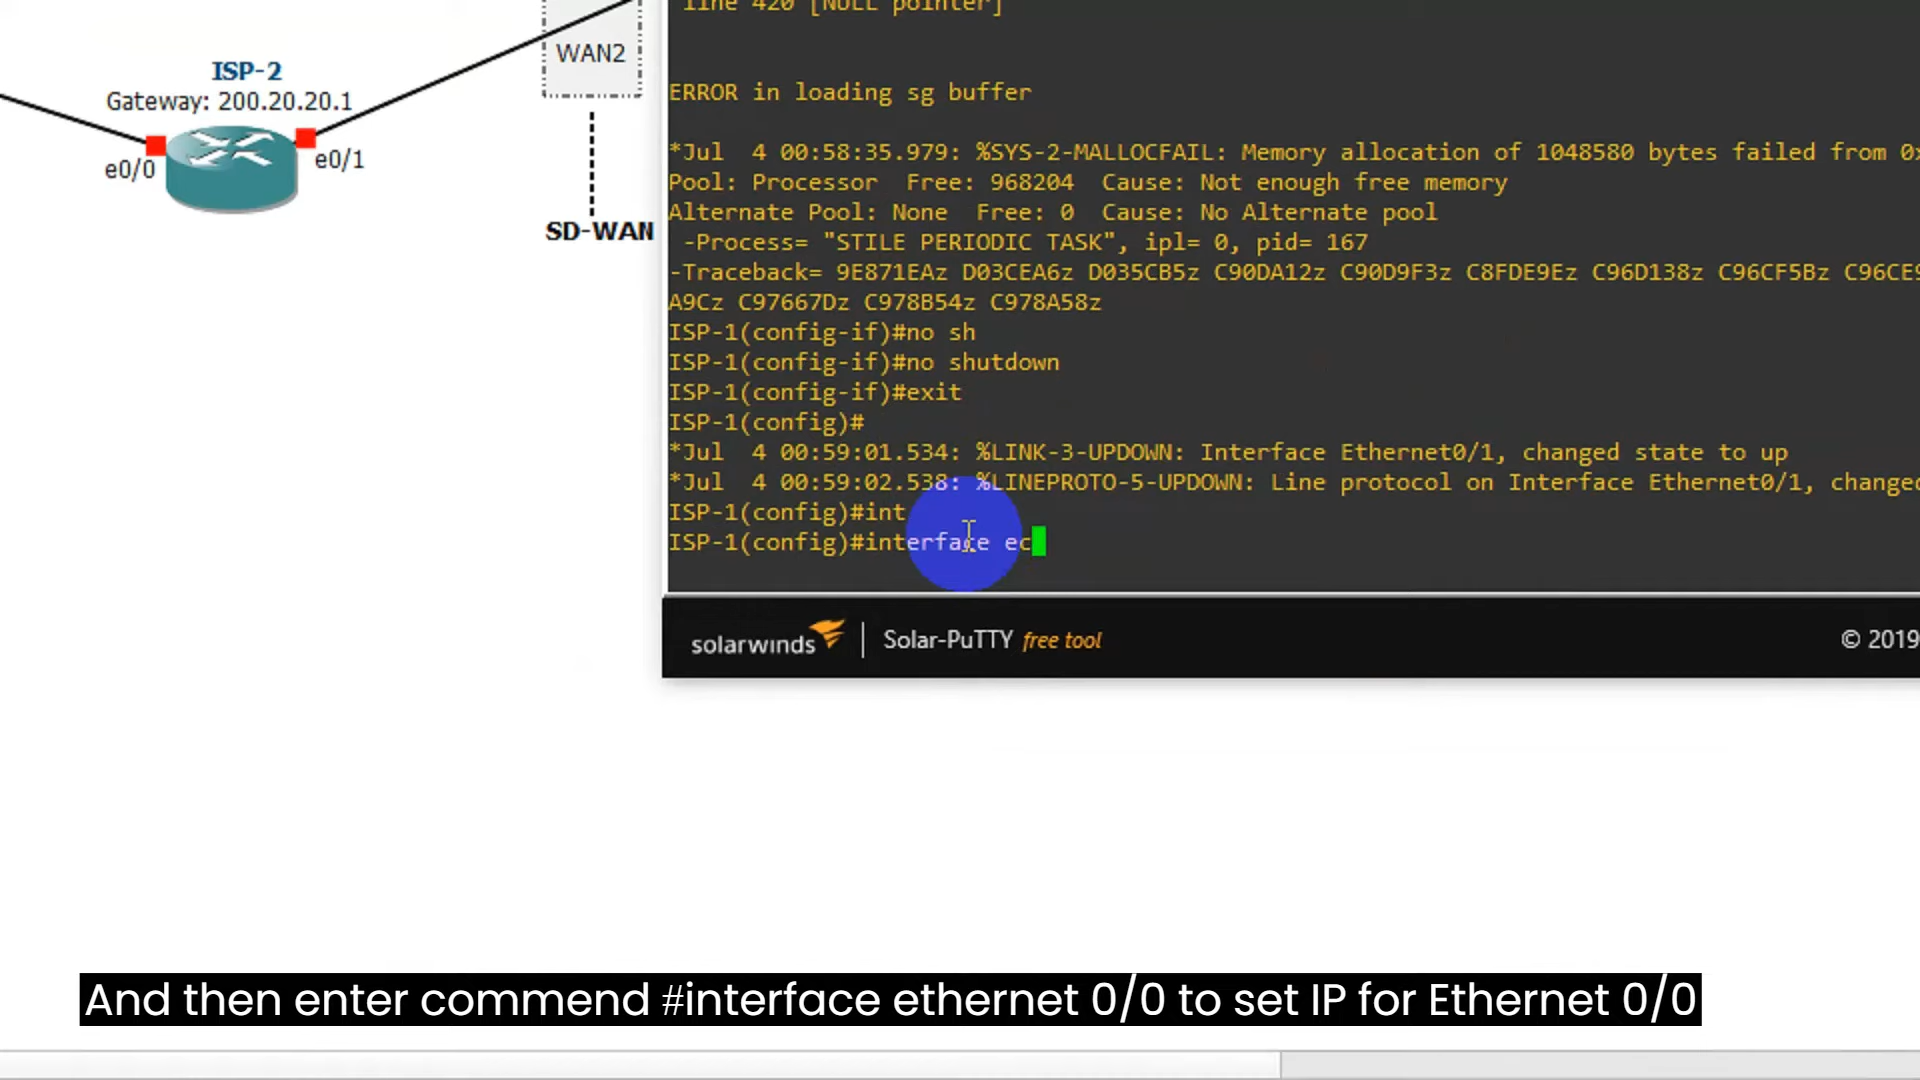 line 420 [NULL pointer]
WAN2
ISP-2
Gateway: 200.20.20.1
e0/0
e0/1
SD-WAN
ERROR in loading sg buffer
*Jul  4 00:58:35.979: %SYS-2-MALLOCFAIL: Memory allocation of 1048580 bytes failed from 0x
Pool: Processor  Free: 968204  Cause: Not enough free memory
Alternate Pool: None  Free: 0  Cause: No Alternate pool
-Process= "STILE PERIODIC TASK", ipl= 0, pid= 167
-Traceback= 9E871EAz D03CEA6z D035CB5z C90DA12z C90D9F3z C8FDE9Ez C96D138z C96CF5Bz C96CE9
A9Cz C97667Dz C978B54z C978A58z
ISP-1(config-if)#no sh
ISP-1(config-if)#no shutdown
ISP-1(config-if)#exit
ISP-1(config)#
*Jul  4 00:59:01.534: %LINK-3-UPDOWN: Interface Ethernet0/1, changed state to up
*Jul  4 00:59:02.538: %LINEPROTO-5-UPDOWN: Line protocol on Interface Ethernet0/1, changed
ISP-1(config)#int
ISP-1(config)#interface ec
solarwinds
Solar-PuTTY free tool
© 2019
And then enter commend #interface ethernet 0/0 to set IP for Ethernet 0/0